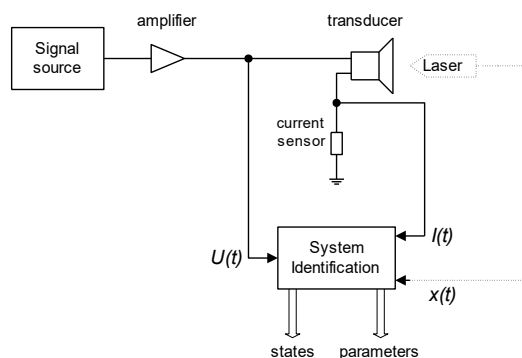 amplifier
transducer
Signal
source
Laser
current
sensor
I(t)
U(t)
System
Identification
x(t)
states
parameters